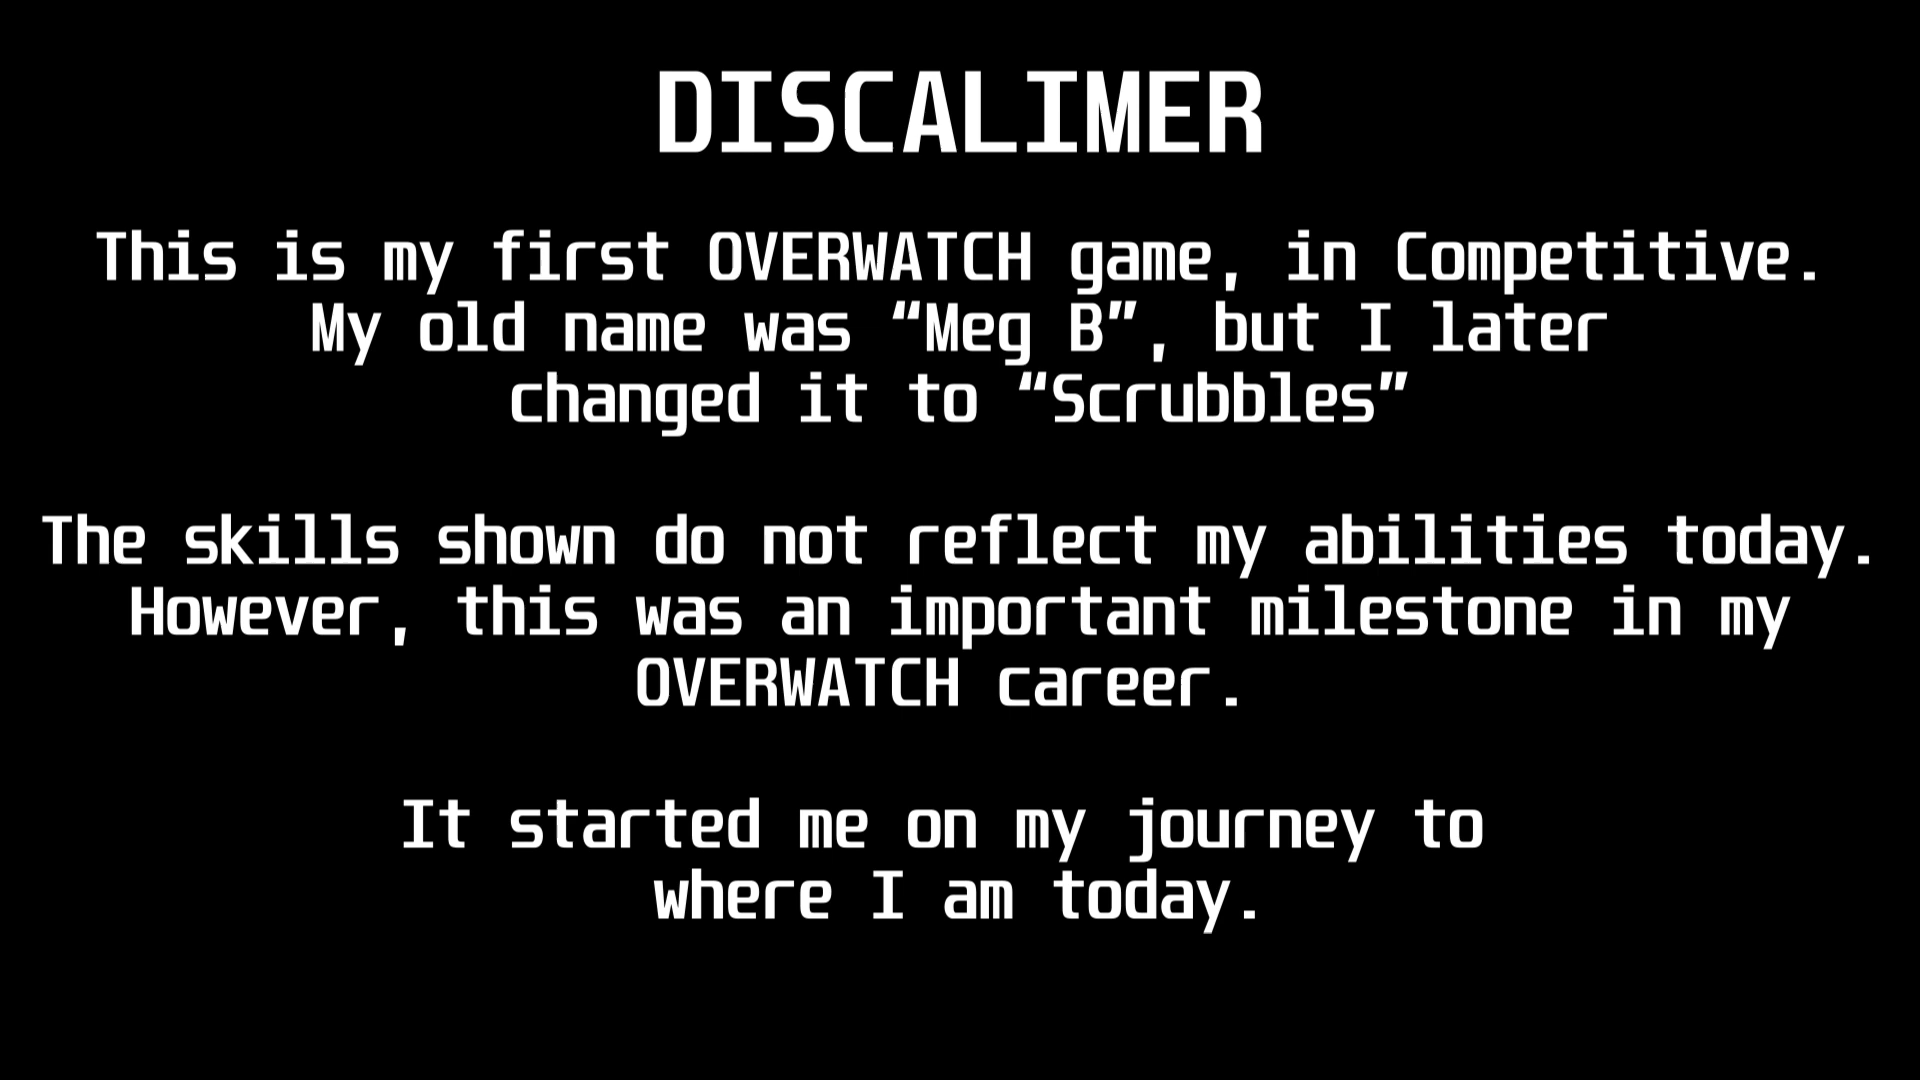 DISCALIMER
This is my first OVERWATCH game, in Competitive.
My old name was “Meg B”, but I later
changed it to “Scrubbles”
The skills shown do not reflect my abilities today.
However, this was an important milestone in my
OVERWATCH career.
It started me on my journey to
where I am today.